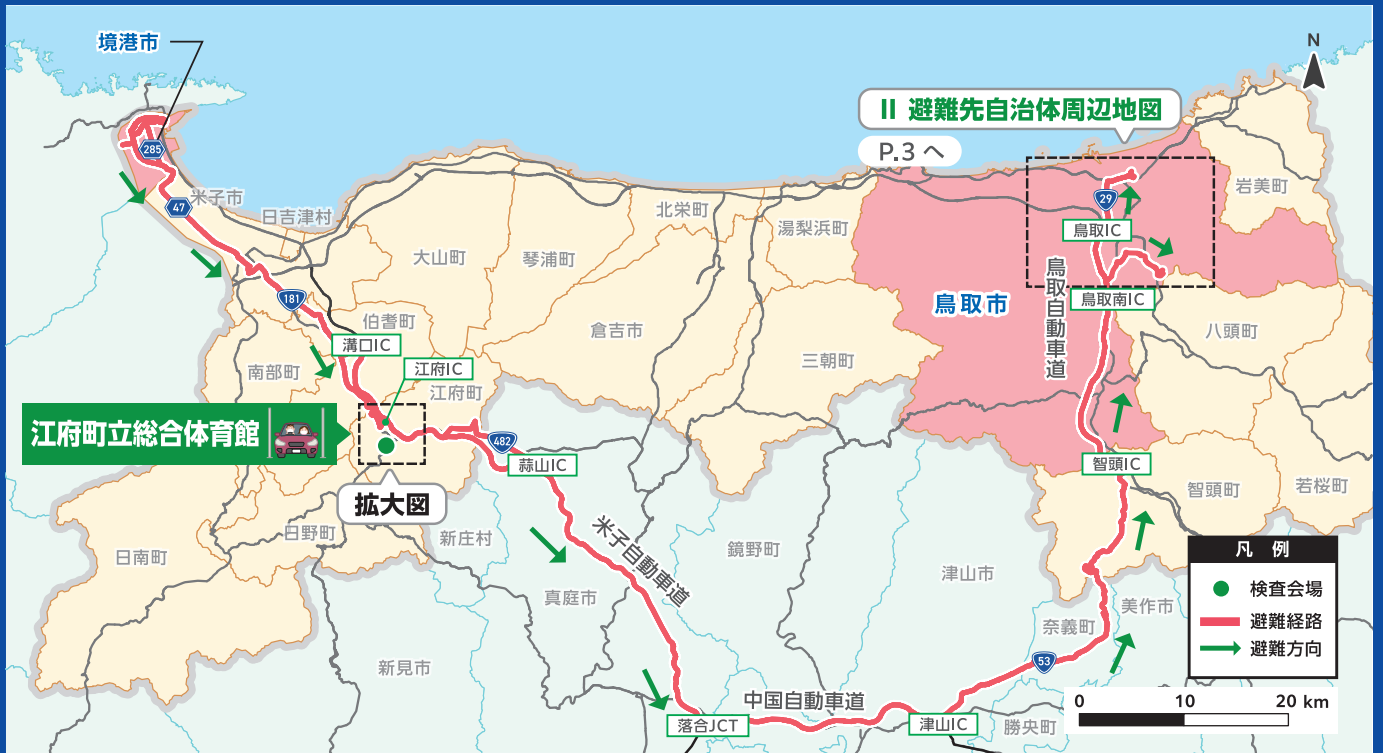 境港市
N
II 避難先自治体周辺地図
P.3 へ
285
米子市
47
日吉津村
岩美町
29
北栄町
湯梨浜町
鳥取IC
大山町
琴浦町
鳥取自動車道
181
鳥取南IC
鳥取市
伯耆町
倉吉市
八頭町
溝口IC
三朝町
南部町
江府IC
江府町
江府町立総合体育館
482
蒜山IC
智頭IC
拡大図
智頭町
若桜町
日野町
新庄村
米子自動車道
鏡野町
日南町
津山市
凡 例
検査会場
避難経路
避難方向
真庭市
美作市
奈義町
新見市
53
中国自動車道
0 10 20 km
落合JCT
津山IC
勝央町